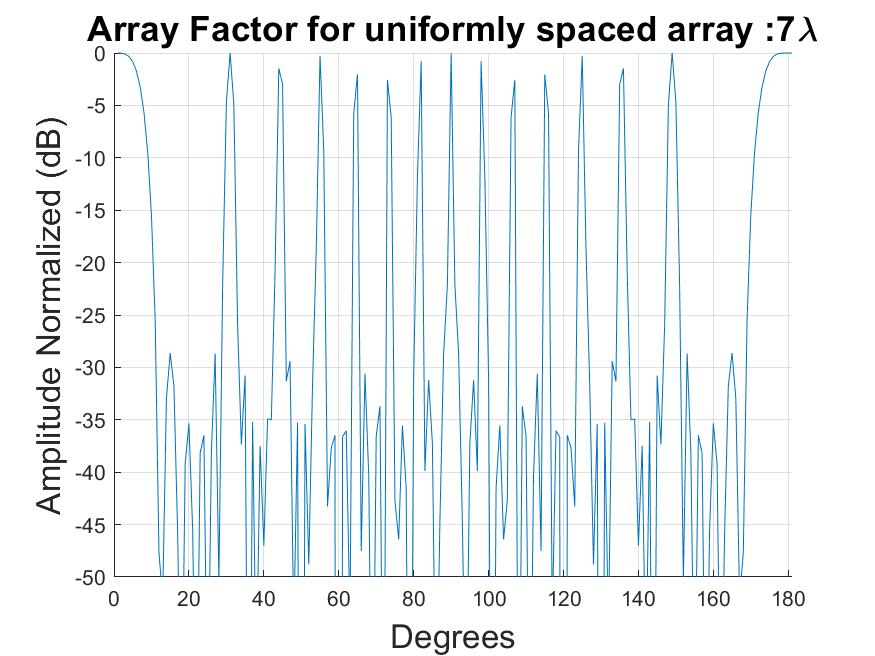 Array Factor for uniformly spaced array :7λ
Amplitude Normalized (dB)
0
-5
-10
-15
-20
-25
-30
-35
-40
-45
-50
0 20 40 60 80 100 120 140 160 180
Degrees